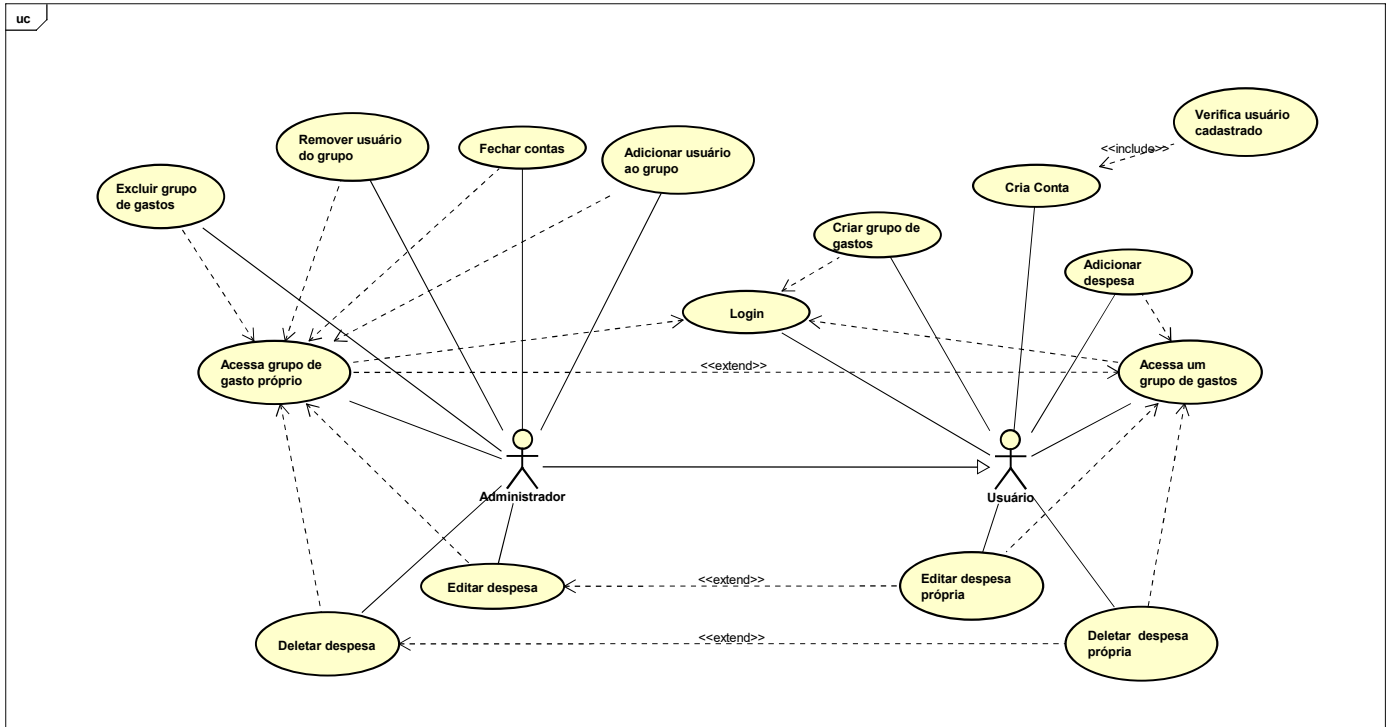 uc
Verifica usuário
cadastrado
Remover usuário
do grupo
Fechar contas
Adicionar usuário
ao grupo
<<include>>
Excluir grupo
de gastos
Cria Conta
Criar grupo de
gastos
Adicionar
despesa
Login
Acessa grupo de
gasto próprio
<<extend>>
Acessa um
grupo de gastos
Administrador
Usuário
Editar despesa
<<extend>>
Editar despesa
própria
Deletar despesa
<<extend>>
Deletar despesa
própria